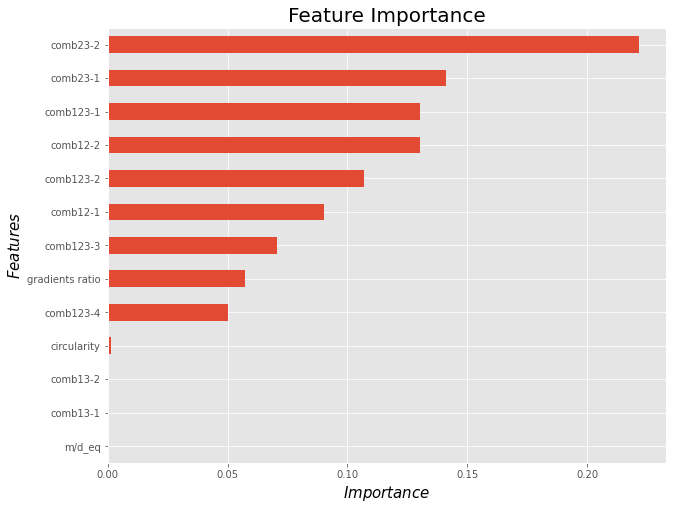 Feature Importance
comb23-2
comb23-1
comb123-1
comb12-2
comb123-2
comb12-1
comb123-3
gradients ratio
comb123-4
circularity
comb13-2
comb13-1
m/d_eq
Features
0.00 0.05 0.10 0.15 0.20
Importance